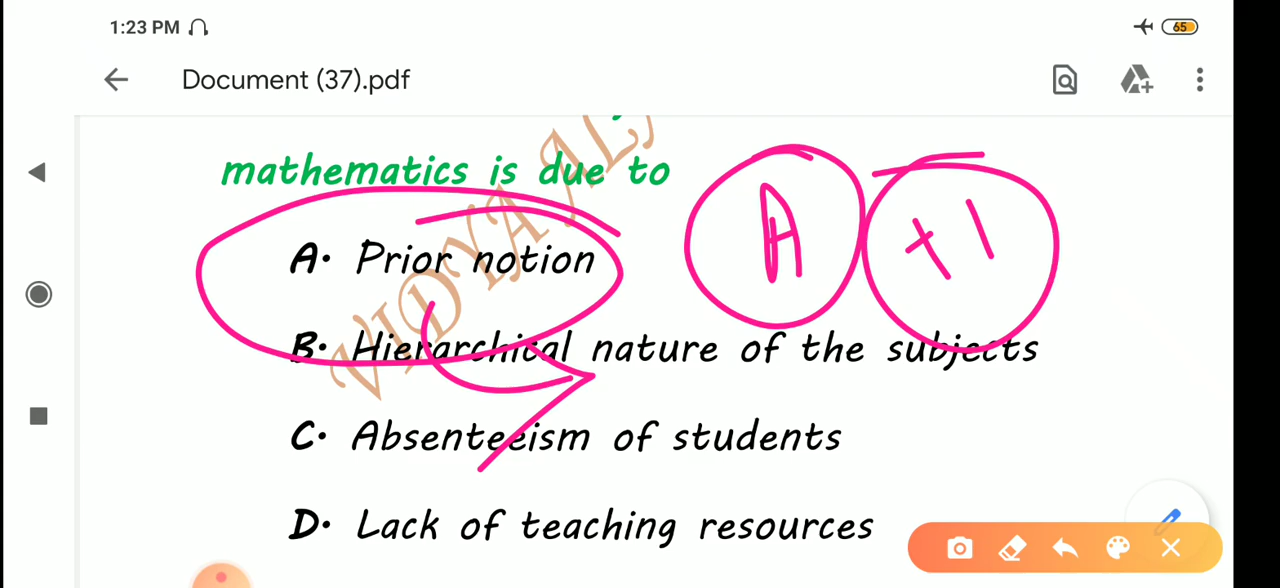 1:23 PM
65
Document (37).pdf
mathematics is due to
A. Prior notion
A +1
B. Hierarchical nature of the subjects
C. Absenteeism of students
D. Lack of teaching resources